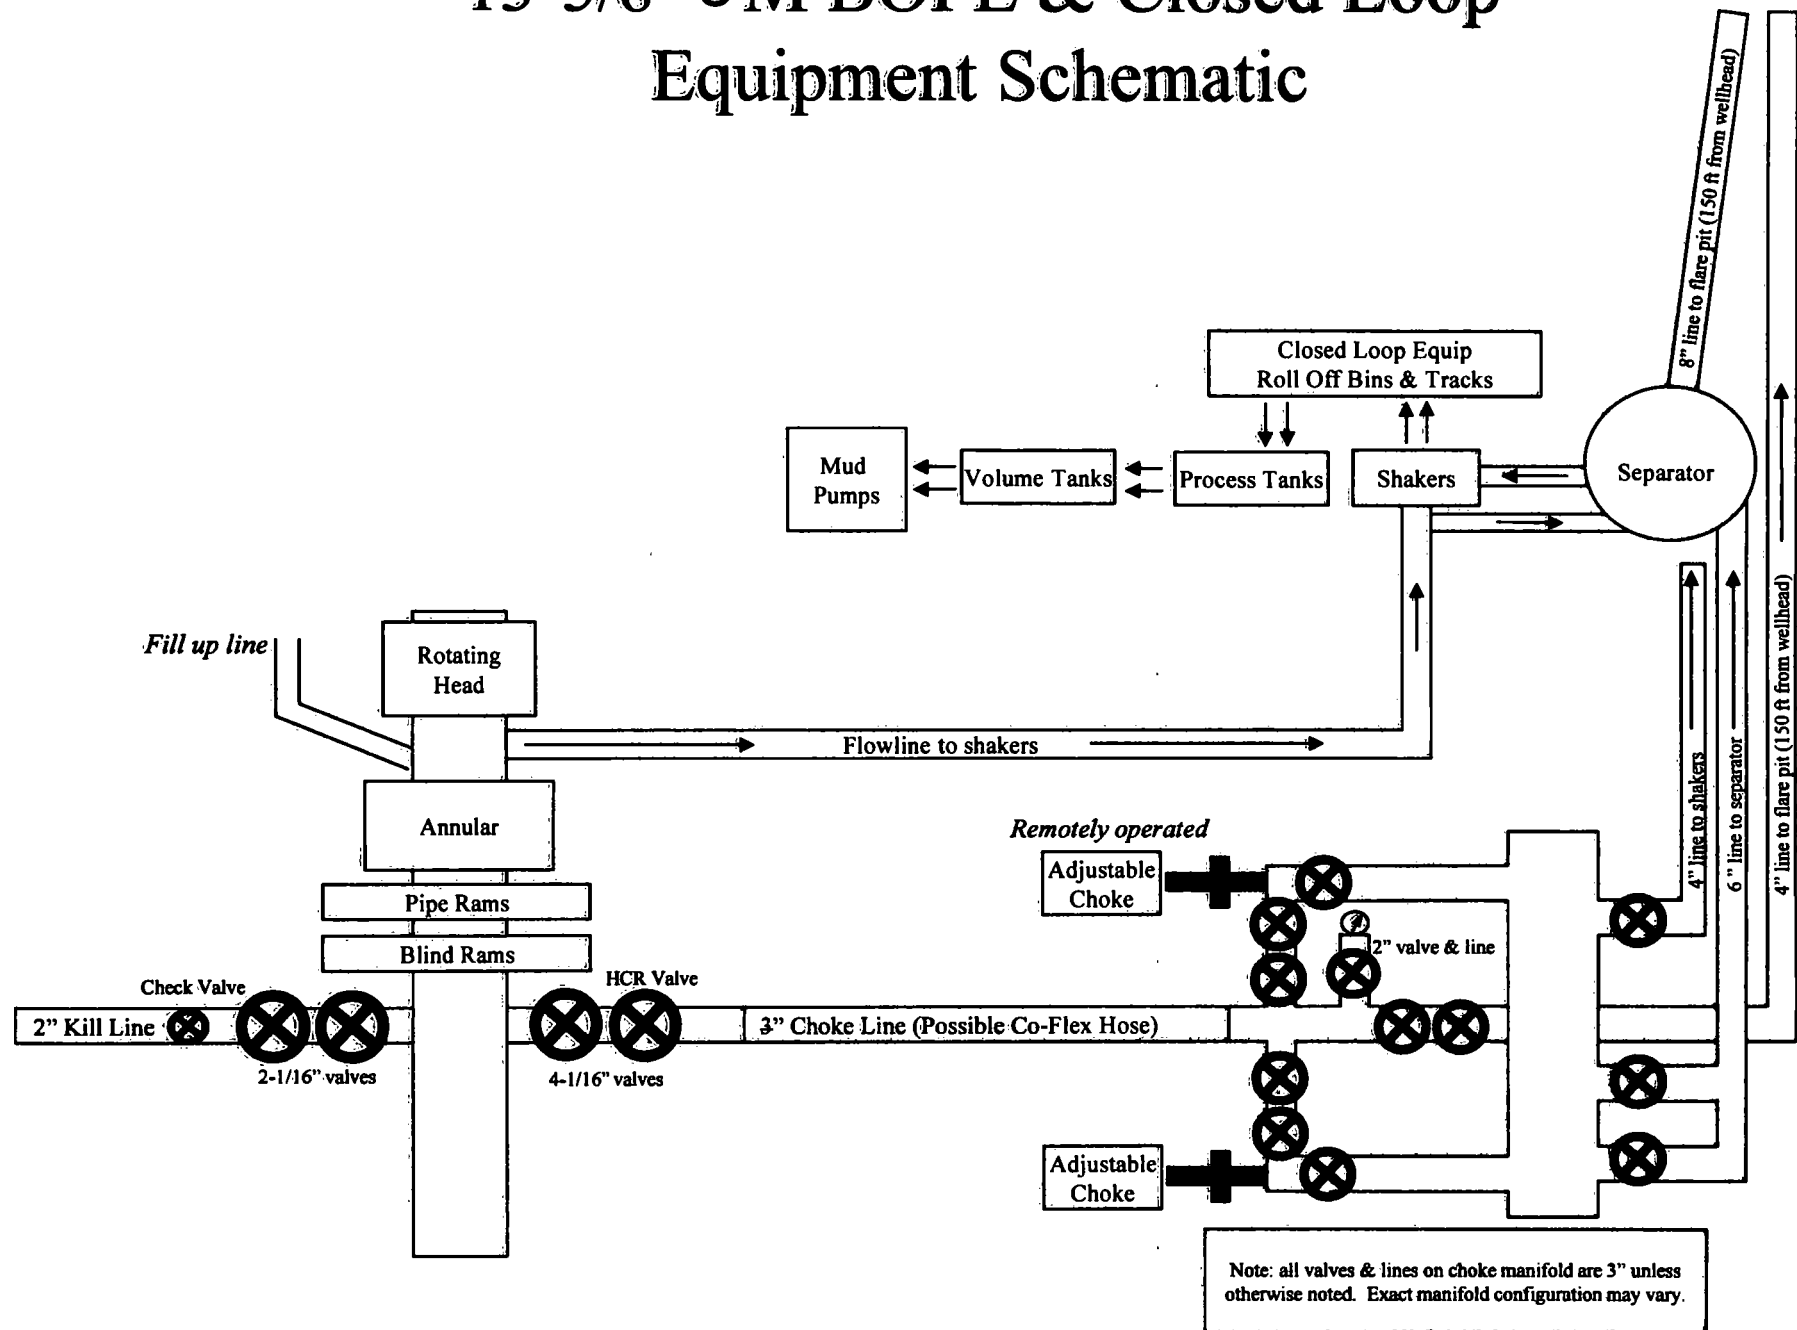 BOPE & Closed Loop
Equipment Schematic
8” line to flare pit (150 ft from wellhead)
Closed Loop Equip
Roll Off Bins & Tracks
Mud
Pumps
Volume Tanks
Process Tanks
Shakers
Separator
Fill up line
Rotating
Head
Flowline to shakers
4” line to shakers
6” line to separator
4” line to flare pit (150 ft from wellhead)
Annular
Remotely operated
Adjustable
Choke
Pipe Rams
Blind Rams
2” valve & line
Check Valve
HCR Valve
2” Kill Line
3” Choke Line (Possible Co-Flex Hose)
2-1/16” valves
4-1/16” valves
Adjustable
Choke
Note: all valves & lines on choke manifold are 3” unless
otherwise noted. Exact manifold configuration may vary.